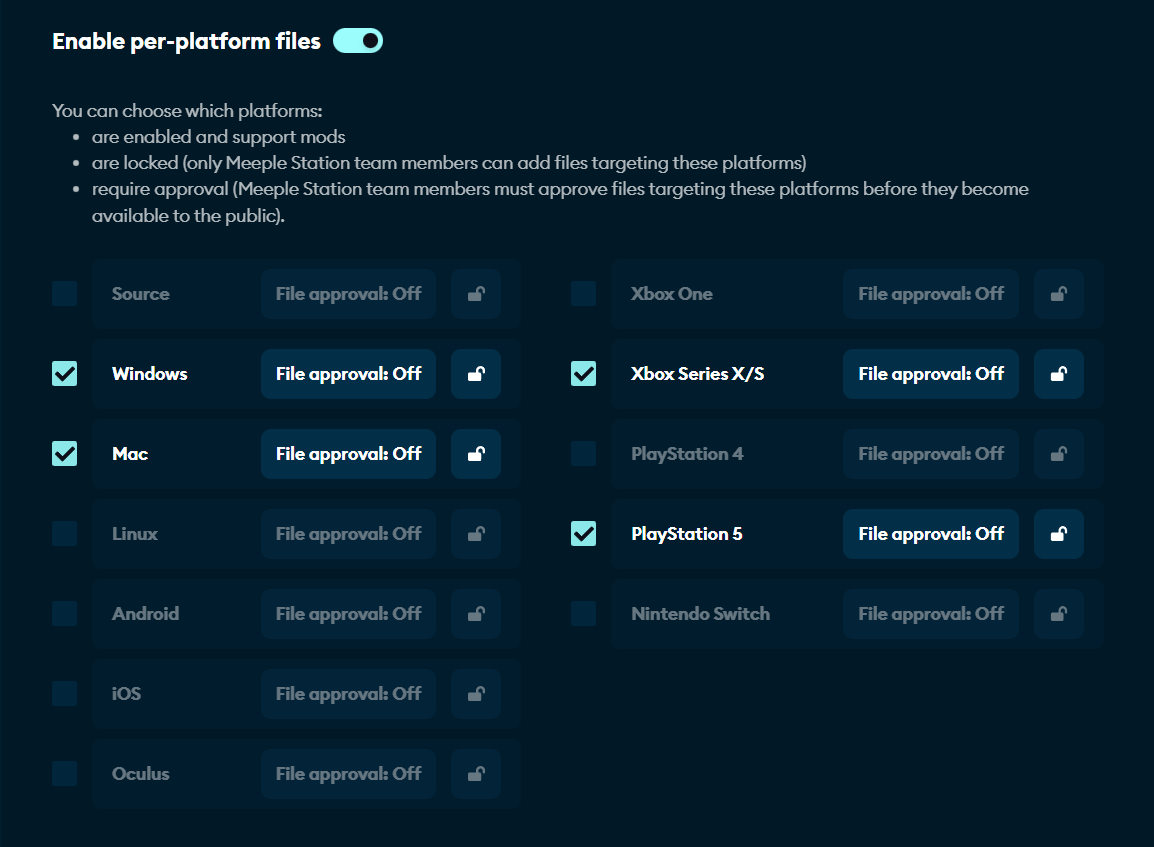 Enable per-platform files
You can choose which platforms:
• are enabled and support mods
• are locked (only Meeple Station team members can add files targeting these platforms)
• require approval (Meeple Station team members must approve files targeting these platforms before they become
available to the public).
Source File approval: Off
Windows File approval: Off
Mac File approval: Off
Linux File approval: Off
Android File approval: Off
iOS File approval: Off
Oculus File approval: Off
Xbox One File approval: Off
Xbox Series X/S File approval: Off
PlayStation 4 File approval: Off
PlayStation 5 File approval: Off
Nintendo Switch File approval: Off